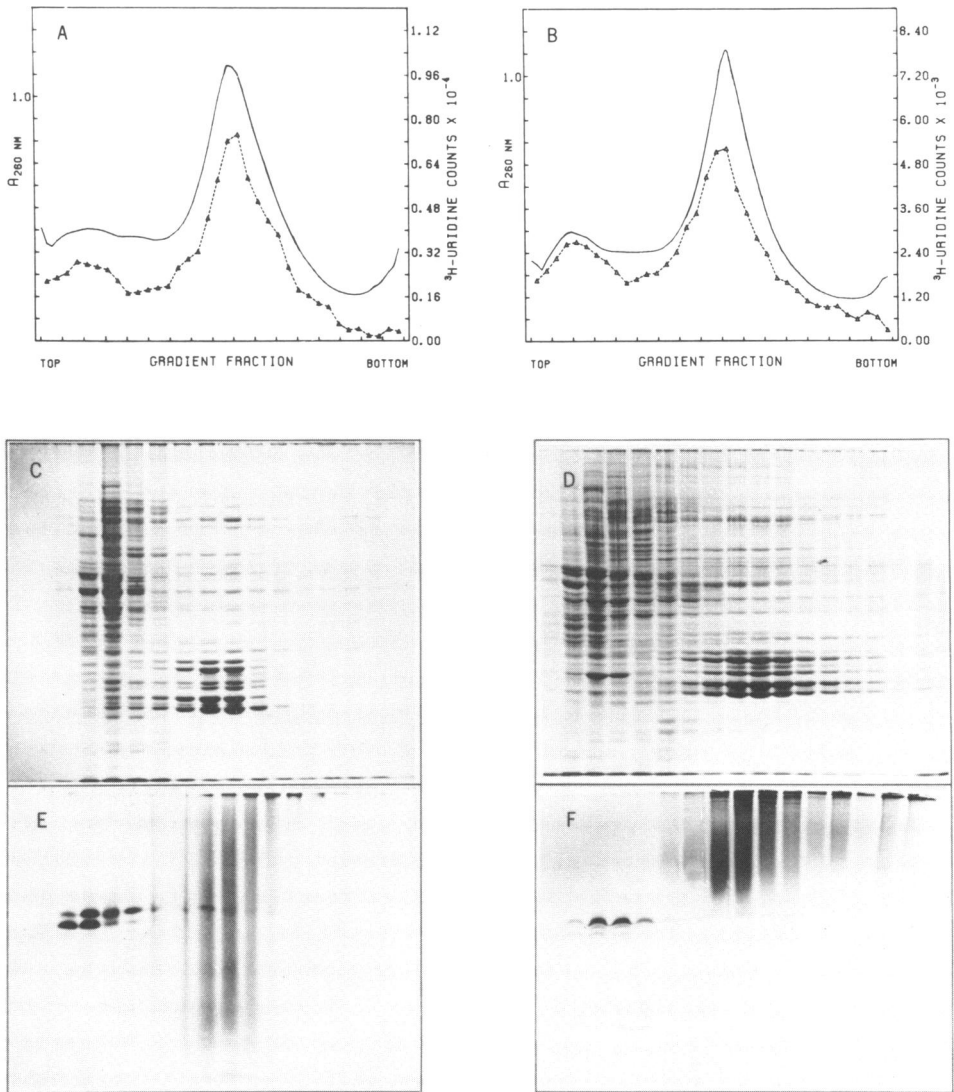 A
1.0
A260 NM
1.12
0.96
0.80
0.64
0.48
0.32
0.16
0.00
3H-URIDINE COUNTS X 10-4
TOP GRADIENT FRACTION BOTTOM
B
1.0
A260 NM
8.40
7.20
6.00
4.80
3.60
2.40
1.20
0.00
3H-URIDINE COUNTS X 10-3
TOP GRADIENT FRACTION BOTTOM
C
D
E
F